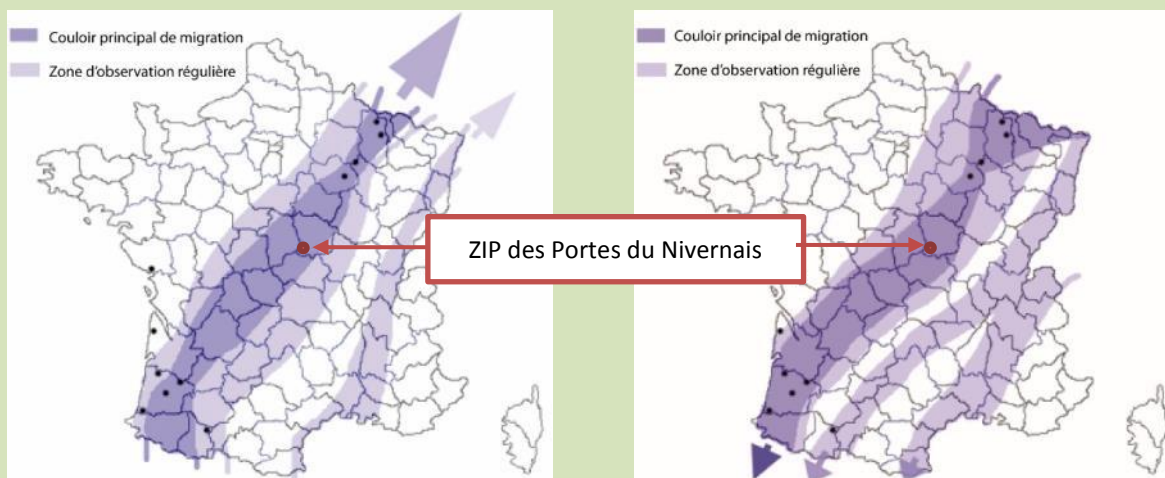 Couloir principal de migration
Zone d'observation régulière
Couloir principal de migration
Zone d'observation régulière
ZIP des Portes du Nivernais